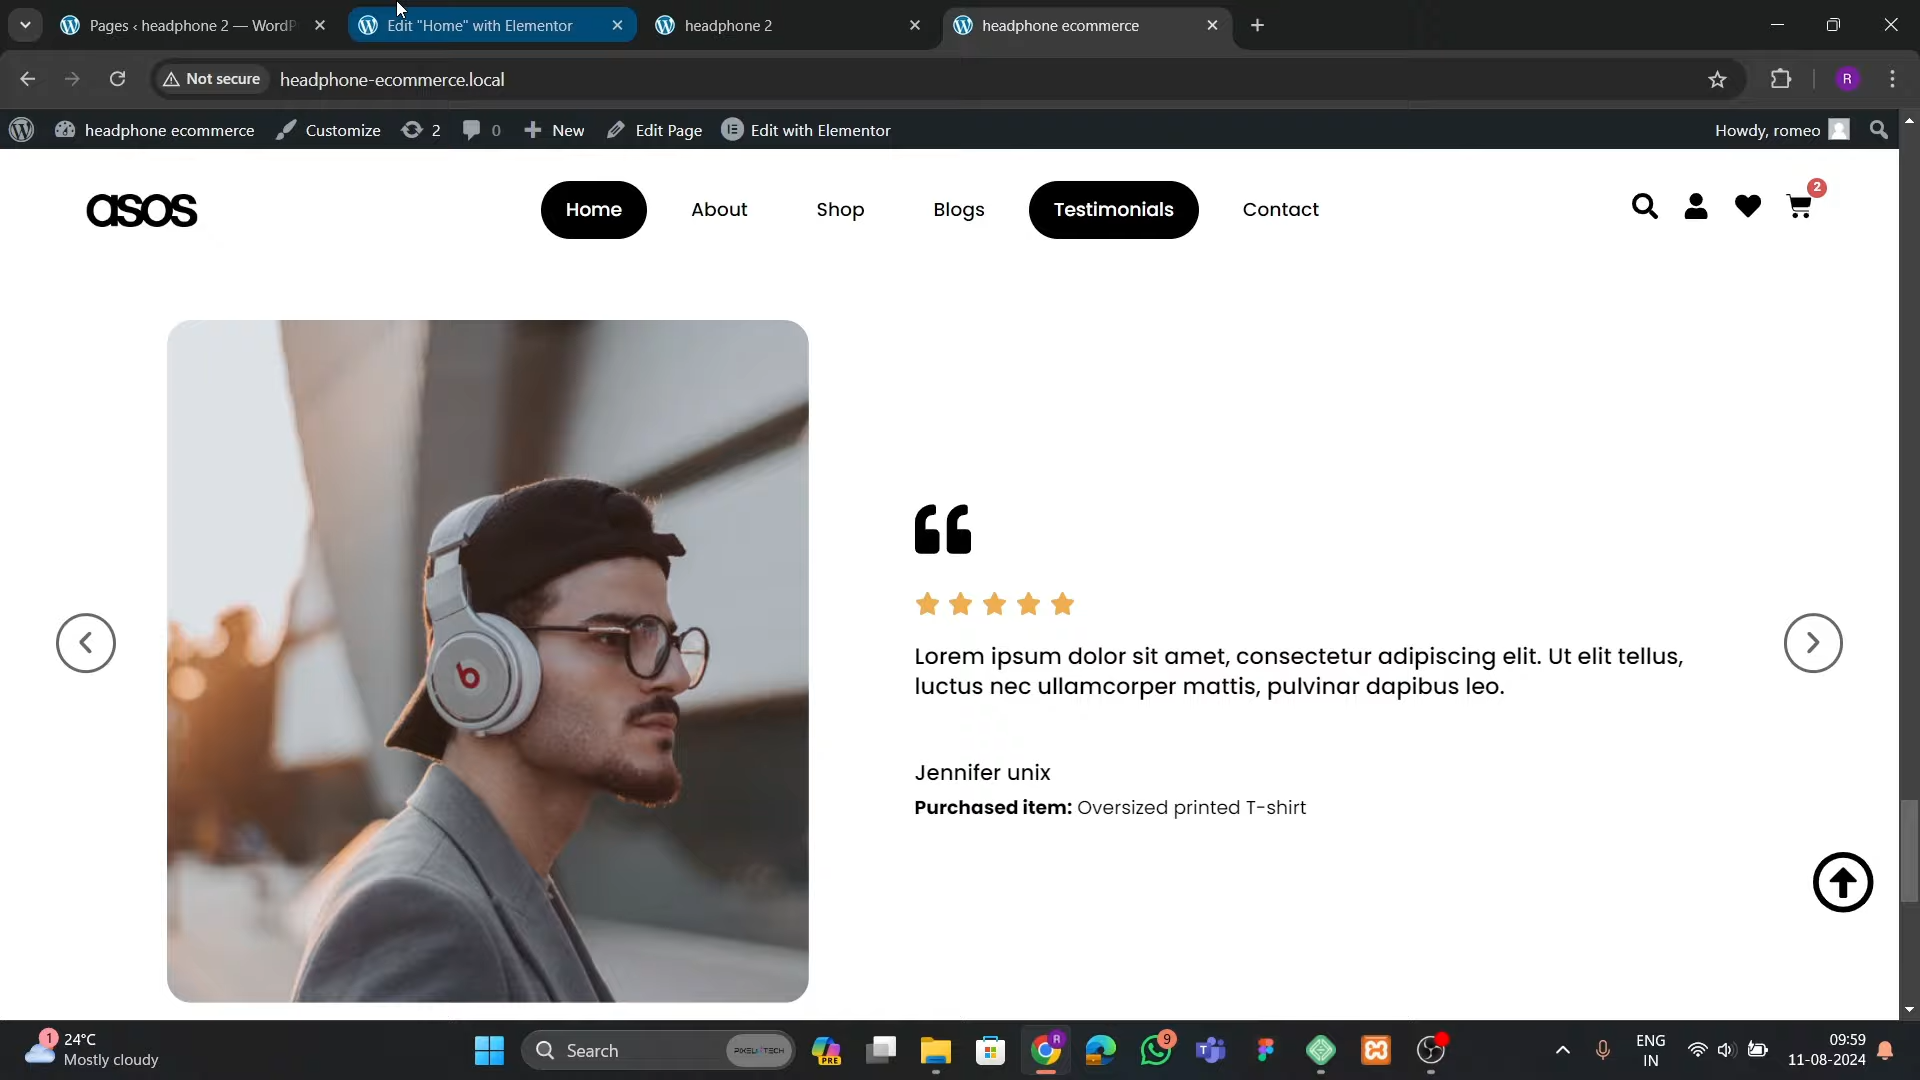 Pages ‹ headphone 2 — WordP
Edit "Home" with Elementor
headphone 2
headphone ecommerce
Not secure
headphone-ecommerce.local
R
headphone ecommerce
Customize
2
0
New
Edit Page
Edit with Elementor
Howdy, romeo
asos
Home
About
Shop
Blogs
Testimonials
Contact
2
b
Lorem ipsum dolor sit amet, consectetur adipiscing elit. Ut elit tellus,
luctus nec ullamcorper mattis, pulvinar dapibus leo.
Jennifer unix
Purchased item: Oversized printed T-shirt
1
24°C
Mostly cloudy
Search
PRE
R
9
ENG
IN
09:59
11-08-2024